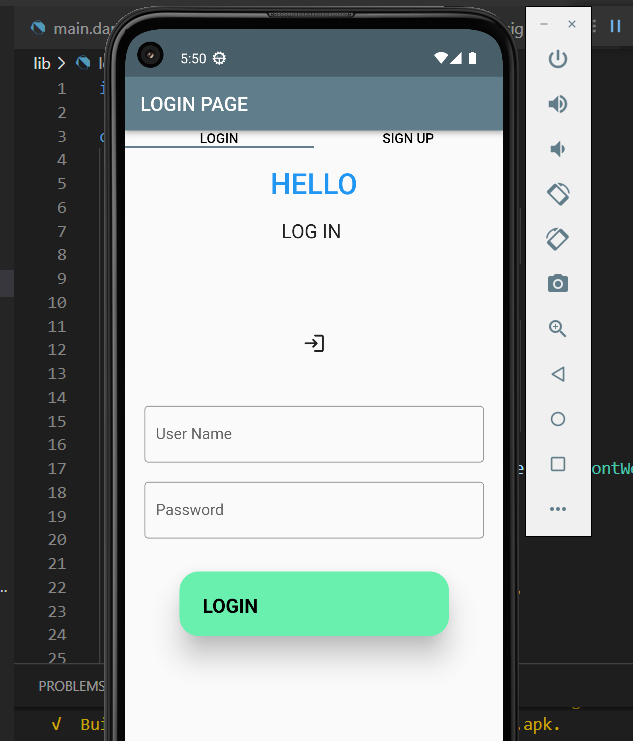 main.da
lib > l
5:50
LOGIN PAGE
LOGIN
SIGN UP
HELLO
LOG IN
User Name
Password
LOGIN
1
2
3
4
5
6
7
8
9
10
11
12
13
14
15
16
17
ontWe
18
19
20
21
22
23
24
25
PROBLEMS
√ Bui
.apk.